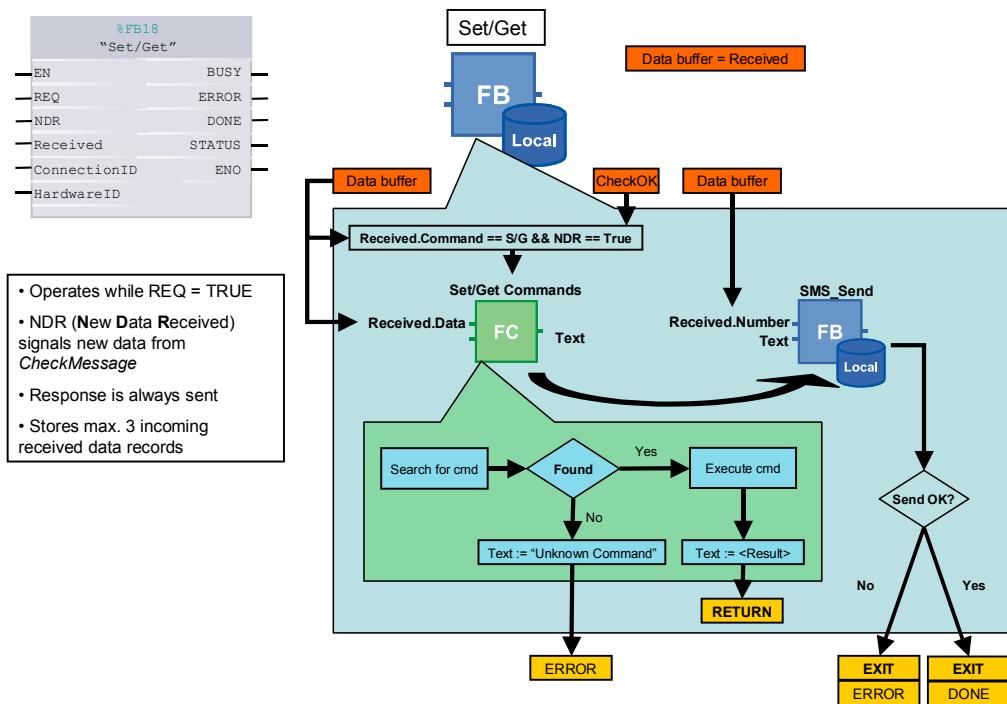 %FB18
“Set/Get”
EN
BUSY
REQ
ERROR
NDR
DONE
Received
STATUS
ConnectionID
ENO
HardwareID
Set/Get
FB
Local
Data buffer = Received
Data buffer
CheckOK
Data buffer
Received.Command == S/G && NDR == True
• Operates while REQ = TRUE
• NDR (New Data Received)
signals new data from
CheckMessage
• Response is always sent
• Stores max. 3 incoming
received data records
Set/Get Commands
Received.Data
FC
Text
SMS_Send
Received.Number
Text
FB
Local
Search for cmd
Found
Yes
Execute cmd
No
Text := “Unknown Command”
Text := <Result>
RETURN
Send OK?
No
Yes
ERROR
EXIT
ERROR
EXIT
DONE